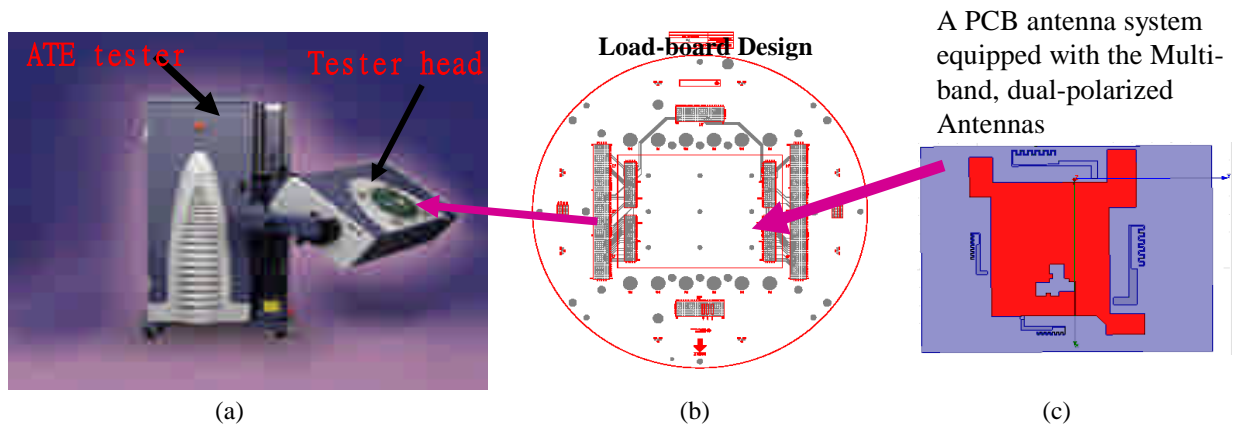 ATE tester
Tester head
Load-board Design
A PCB antenna system
equipped with the Multi-
band, dual-polarized
Antennas
(a)
(b)
(c)